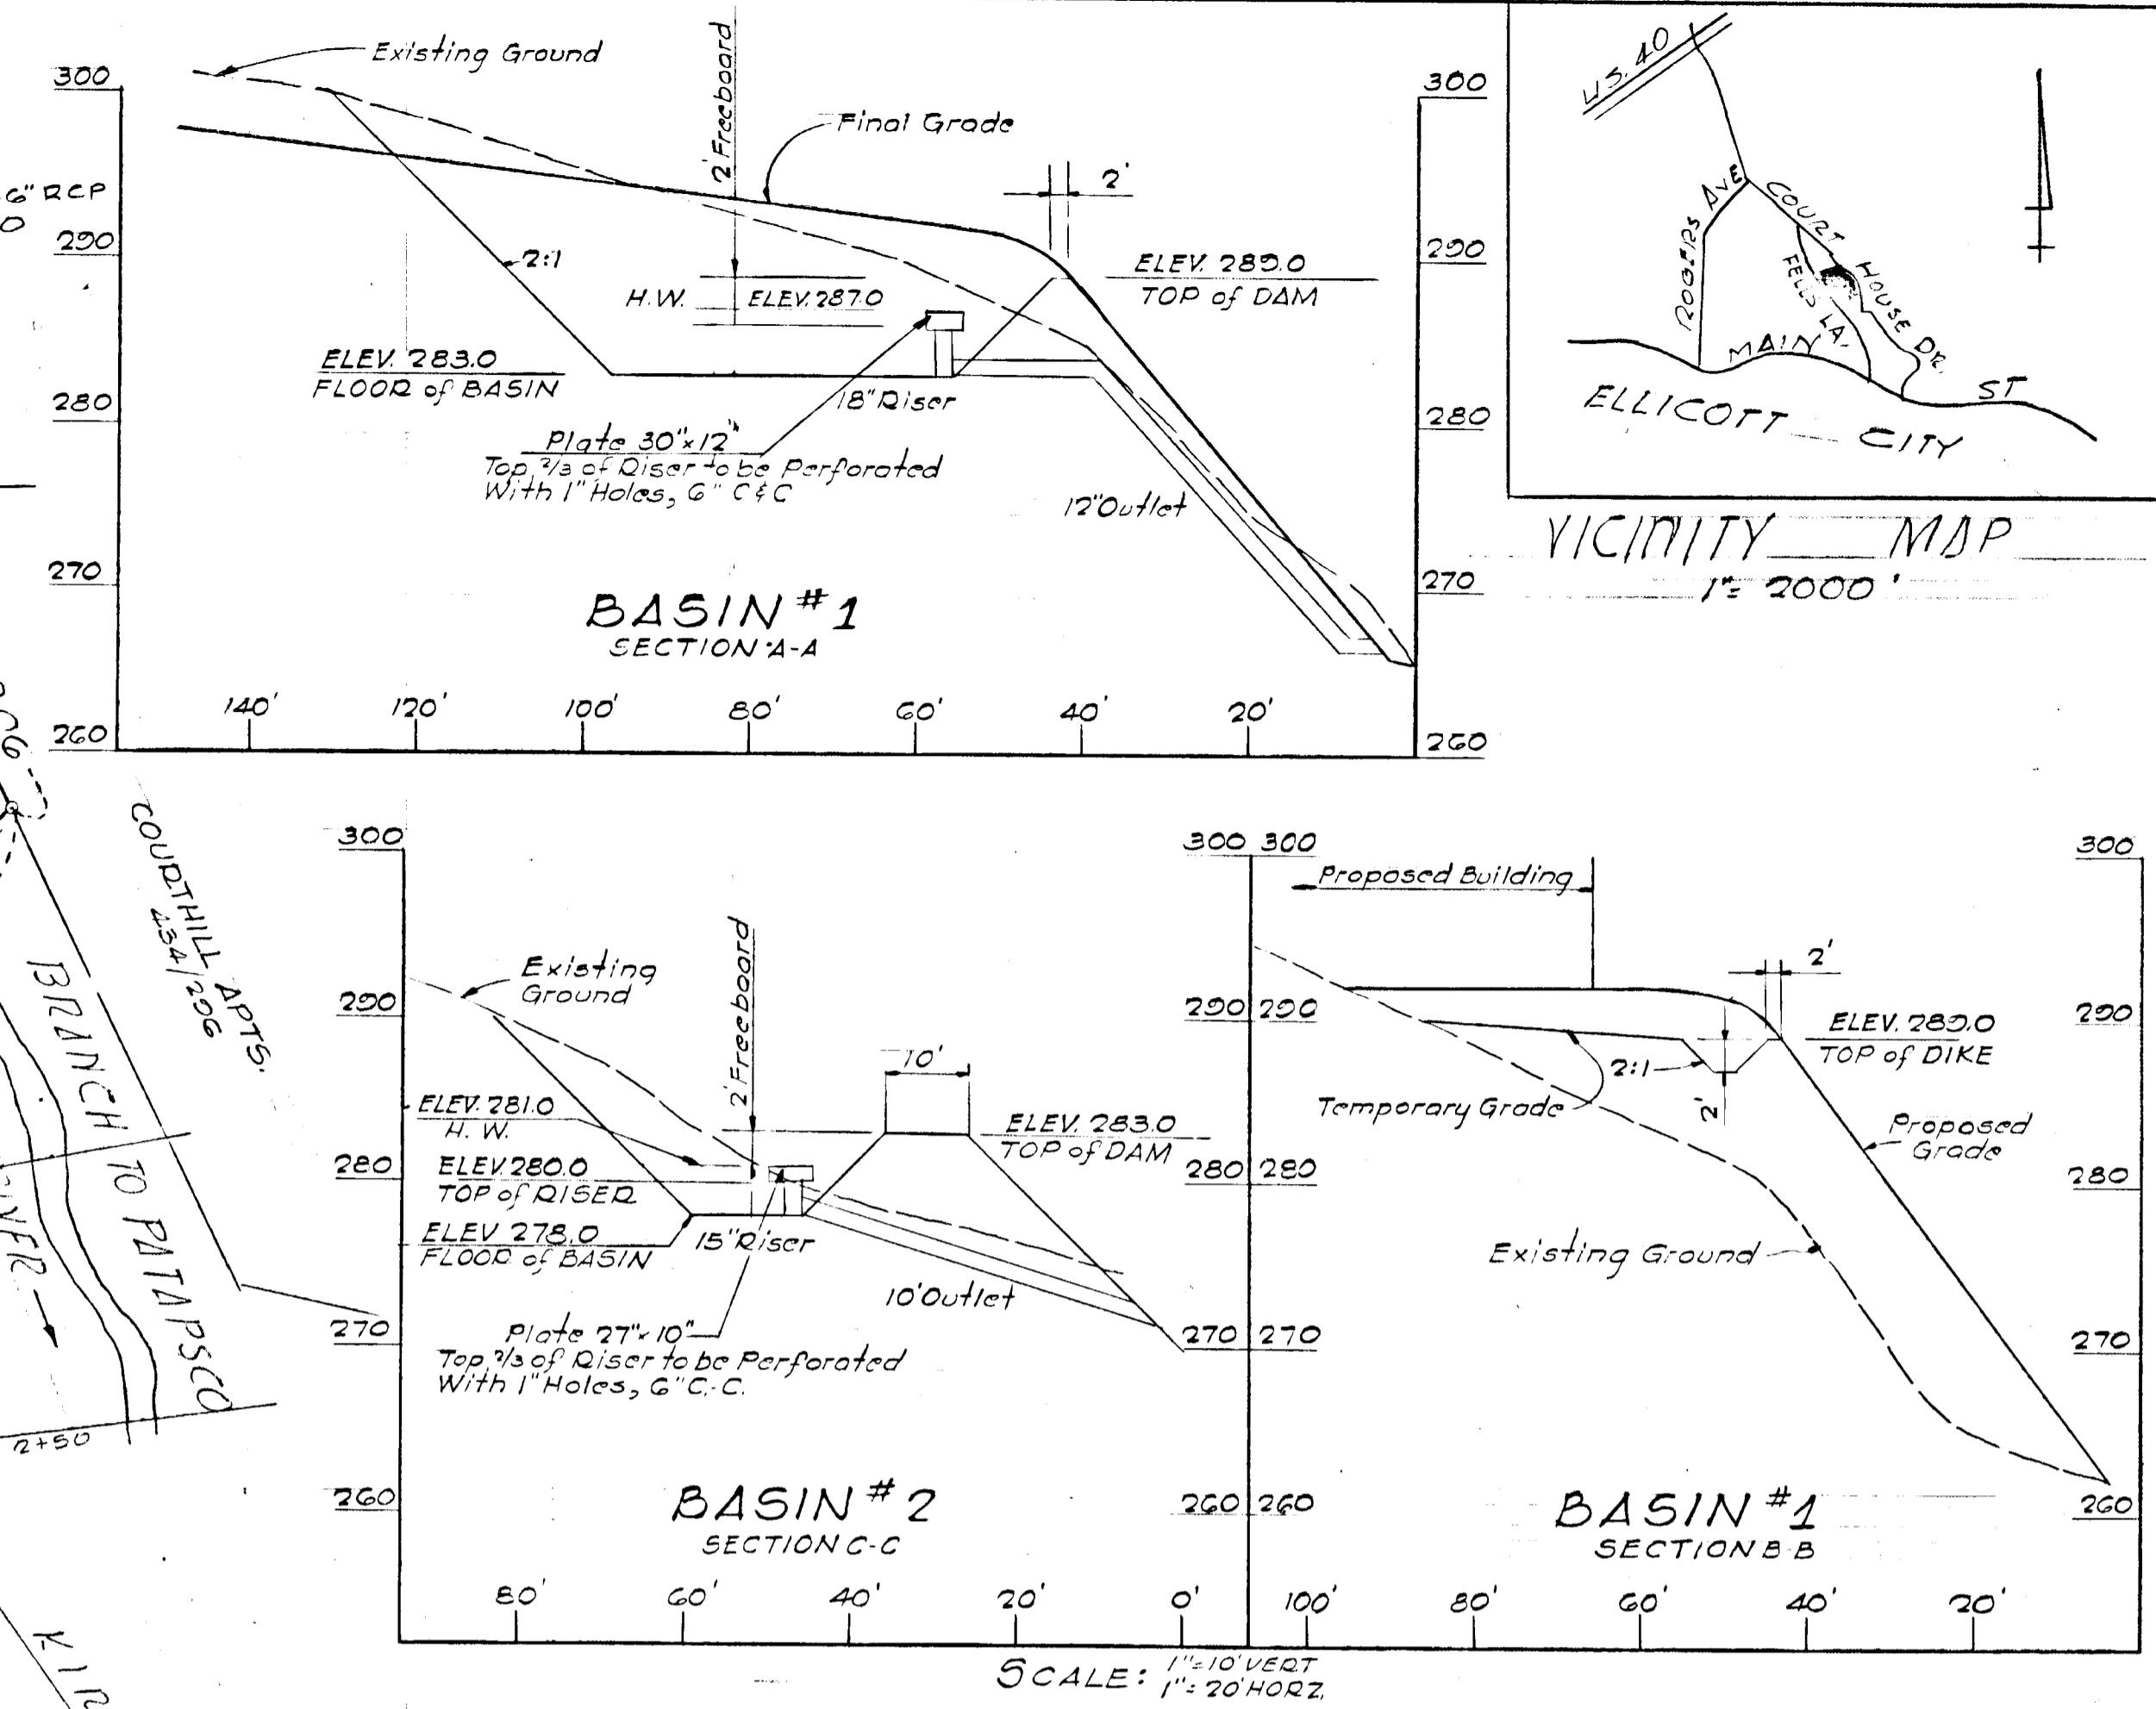 Existing Ground
300
2' Freeboard
Final Grade
2'
300
6" RCP
290
2:1
H.W.
ELEV. 287.0
ELEV. 289.0
TOP of DAM
290
ELEV. 283.0
FLOOR of BASIN
18" Riser
280
Plate 30"x12"
Top 2/3 of Riser to be Perforated
With 1" Holes, 6" C & C
12" Outlet
280
270
270
BASIN #1
SECTION A-A
140'
120'
100'
80'
60'
40'
20'
260
260
U.S. 40
ROGERS AVE
COURT HOUSE DR.
FELLS LA.
MAIN ST
ELLICOTT CITY
VICINITY MAP
1"= 2000'
COURTHILL APTS.
434/296
BRANCH TO PATAPSCO
2+50
300
Existing
Ground
2' Freeboard
290
10'
ELEV. 281.0
H. W.
ELEV. 283.0
TOP of DAM
280
ELEV. 280.0
TOP of RISER
ELEV 278.0
FLOOR of BASIN
15" Riser
10' Outlet
270
Plate 27"x10"
Top 2/3 of Riser to be Perforated
With 1" Holes, 6" C.-C.
260
BASIN #2
SECTION C-C
80'
60'
40'
20'
0'
300 300
Proposed Building
300
2'
290 290
ELEV. 289.0
TOP of DIKE
290
2:1
2'
Temporary Grade
Proposed
Grade
280 280
280
Existing Ground
270 270
270
260 260
260
BASIN #1
SECTION B-B
100'
80'
60'
40'
20'
SCALE: 1"=10' VERT
1"=20' HORZ.